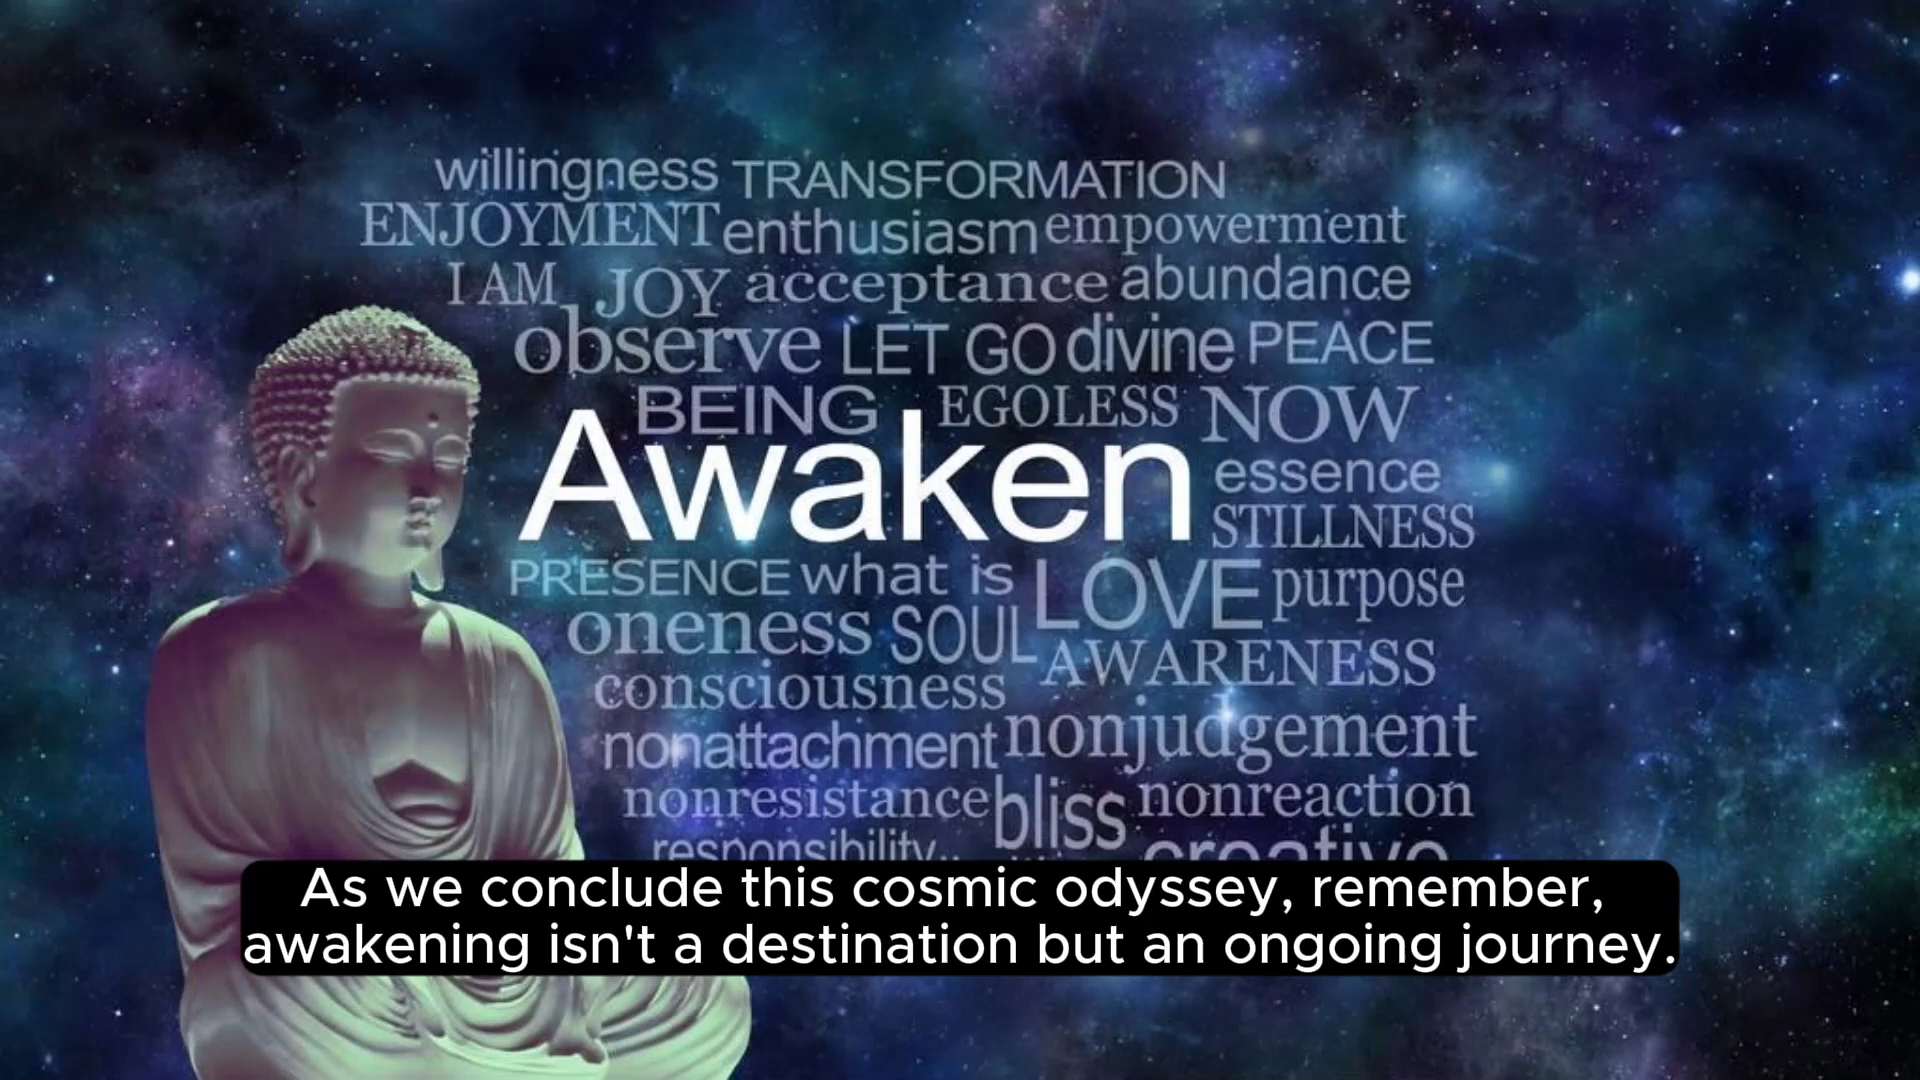 willingness TRANSFORMATION
ENJOYMENT enthusiasm empowerment
I AM JOY acceptance abundance
observe LET GO divine PEACE
BEING EGOLESS NOW
Awaken essence
STILLNESS
PRESENCE what is LOVE purpose
oneness SOUL AWARENESS
consciousness
nonattachment nonjudgement
nonresistance bliss nonreaction
responsibility creative
As we conclude this cosmic odyssey, remember,
awakening isn't a destination but an ongoing journey.